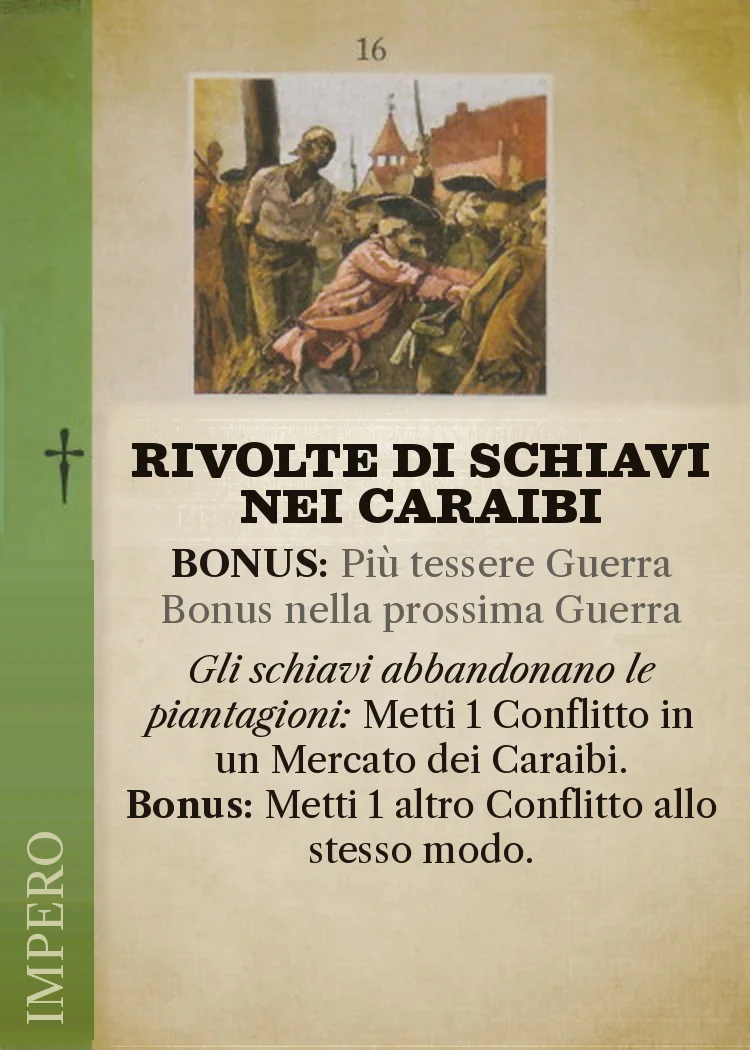 16
†
RIVOLTE DI SCHIAVI
NEI CARAIBI
BONUS: Più tessere Guerra
Bonus nella prossima Guerra
Gli schiavi abbandonano le
piantagioni: Metti 1 Conflitto in
un Mercato dei Caraibi.
Bonus: Metti 1 altro Conflitto allo
stesso modo.
IMPERO